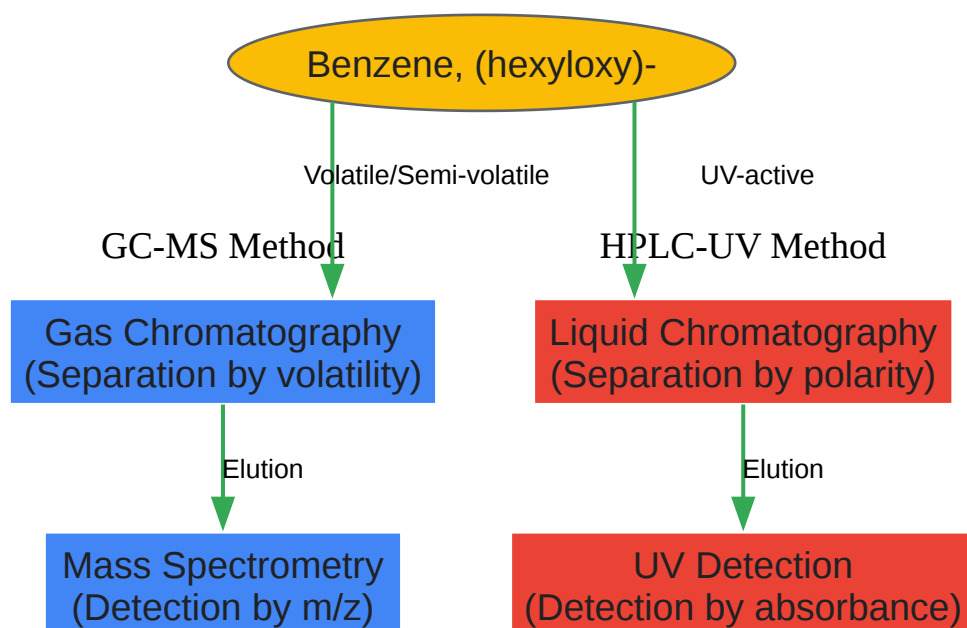 Benzene, (hexyloxy)-
Volatile/Semi-volatile
UV-active
GC-MS Method
HPLC-UV Method
Gas Chromatography
(Separation by volatility)
Liquid Chromatography
(Separation by polarity)
Elution
Elution
Mass Spectrometry
(Detection by m/z)
UV Detection
(Detection by absorbance)